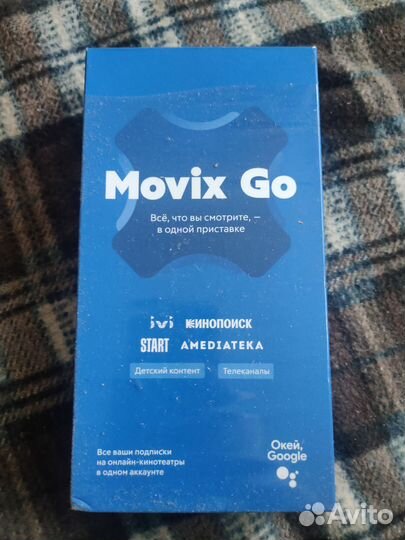 Movix Go
Всё, что вы смотрите, —
в одной приставке
ivi КИНОПОИСК
START AMEDIATEKA
Детский контент Телеканалы
Все ваши подписки
на онлайн-кинотеатры
в одном аккаунте
Окей,
Google
Avito